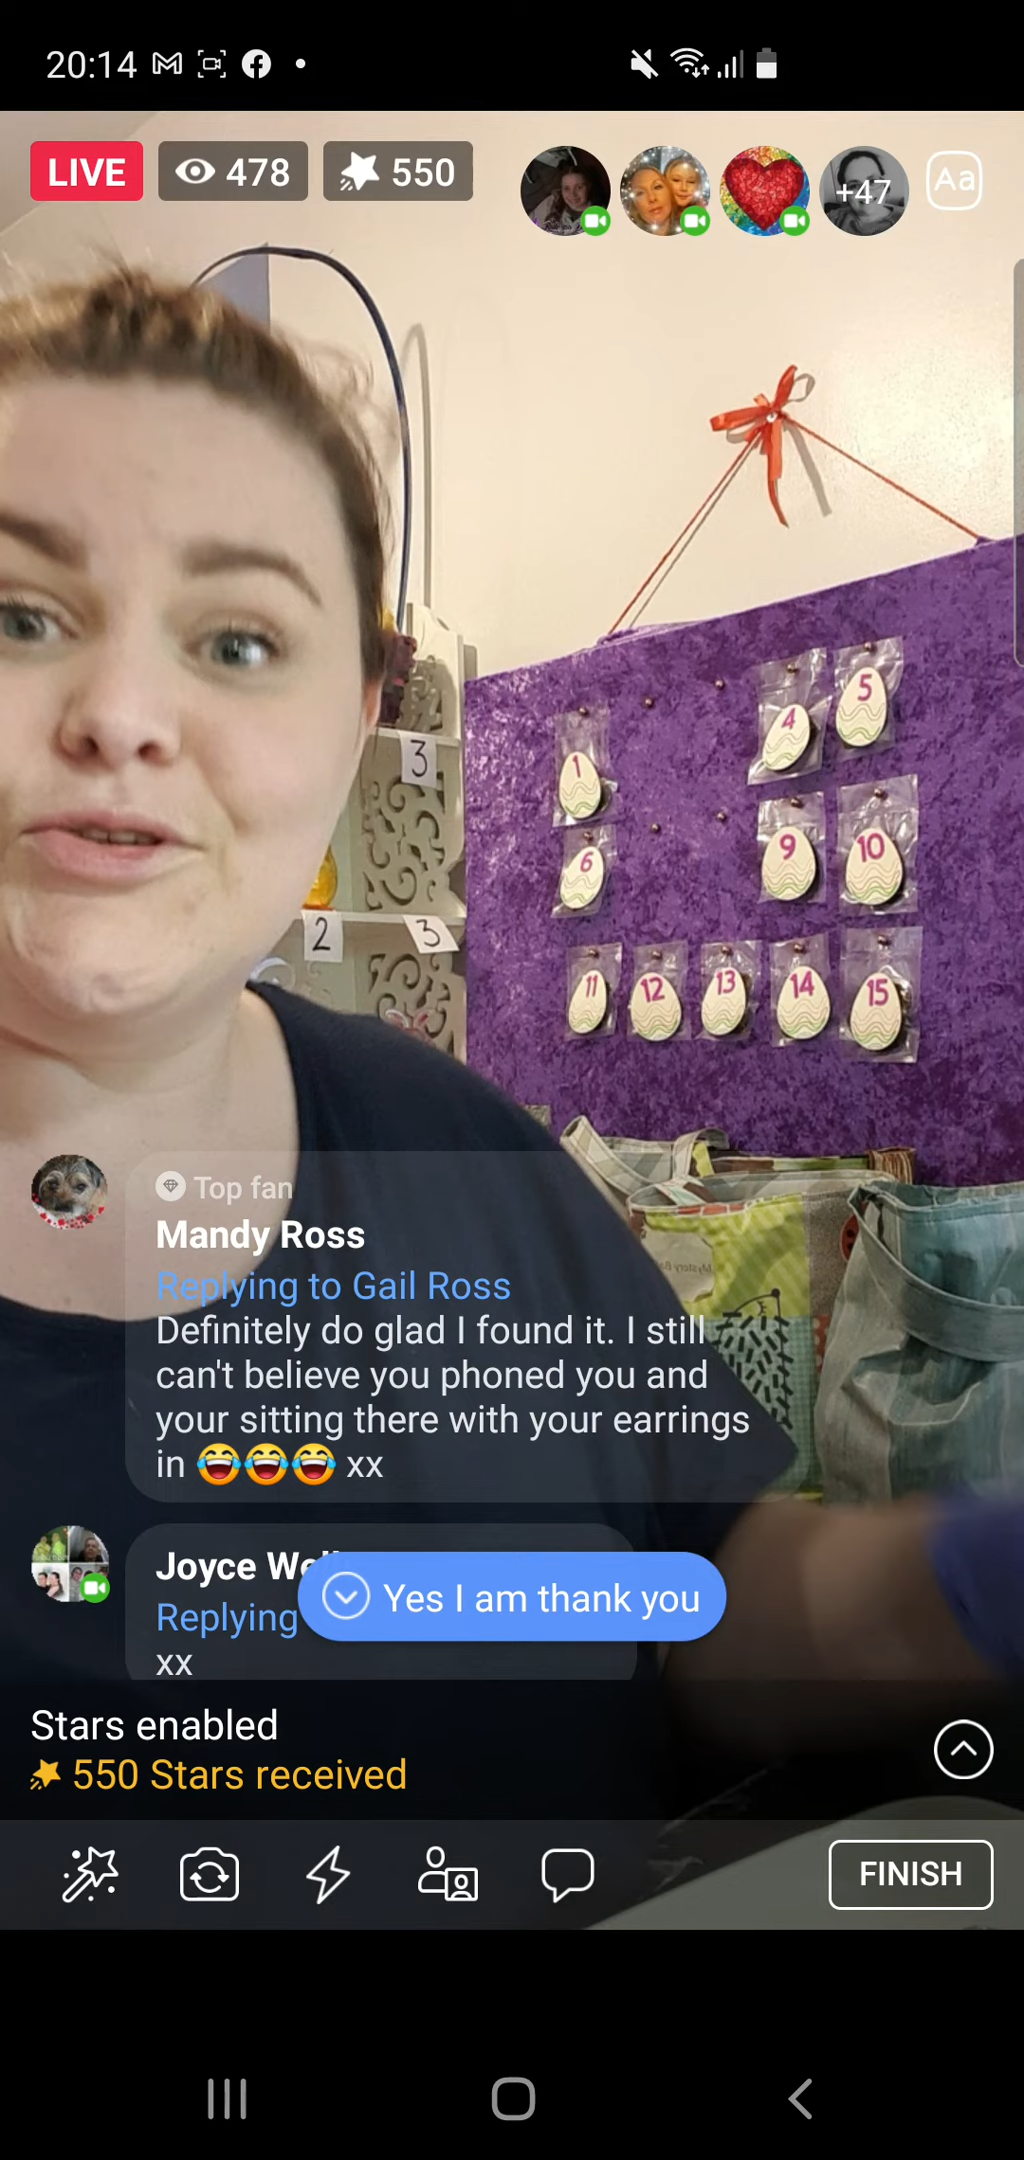 20:14
LIVE
478
550
+47
Aa
5
4
1
3
9
10
6
2
3
11
12
13
14
15
Top fan
Mandy Ross
Replying to Gail Ross
Definitely do glad I found it. I still
can't believe you phoned you and
your sitting there with your earrings
in 😂😂😂 xx
Mystery
Joyce
Replying
Yes I am thank you
xx
Stars enabled
550 Stars received
FINISH